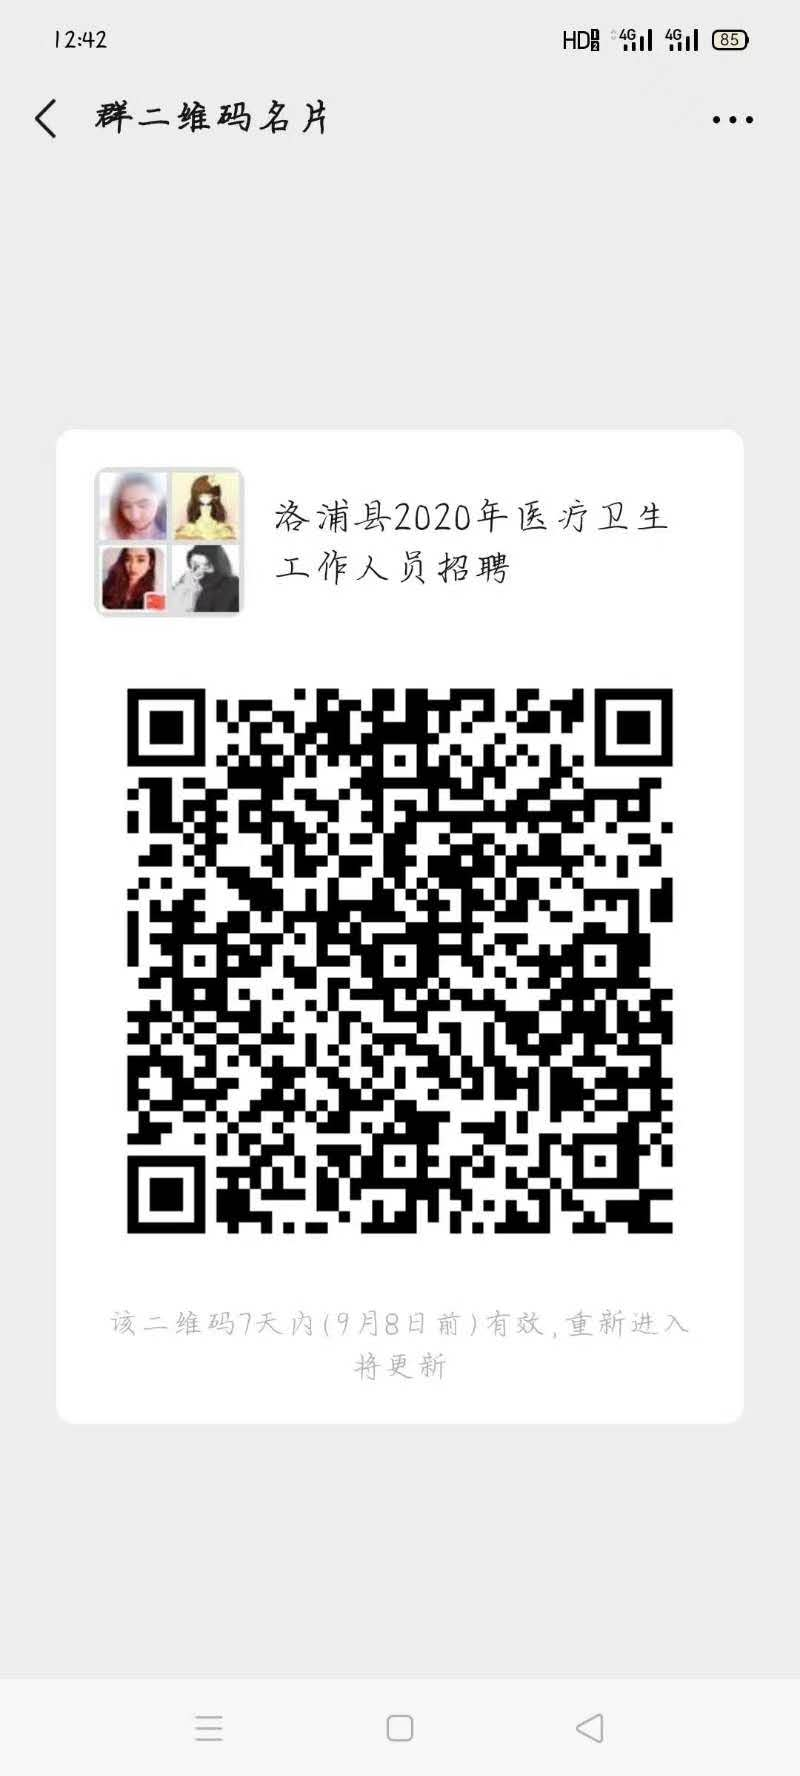 12:42
HD 4G 4G 85
群二维码名片
洛浦县2020年医疗卫生
工作人员招聘
该二维码7天内(9月8日前)有效,重新进入
将更新